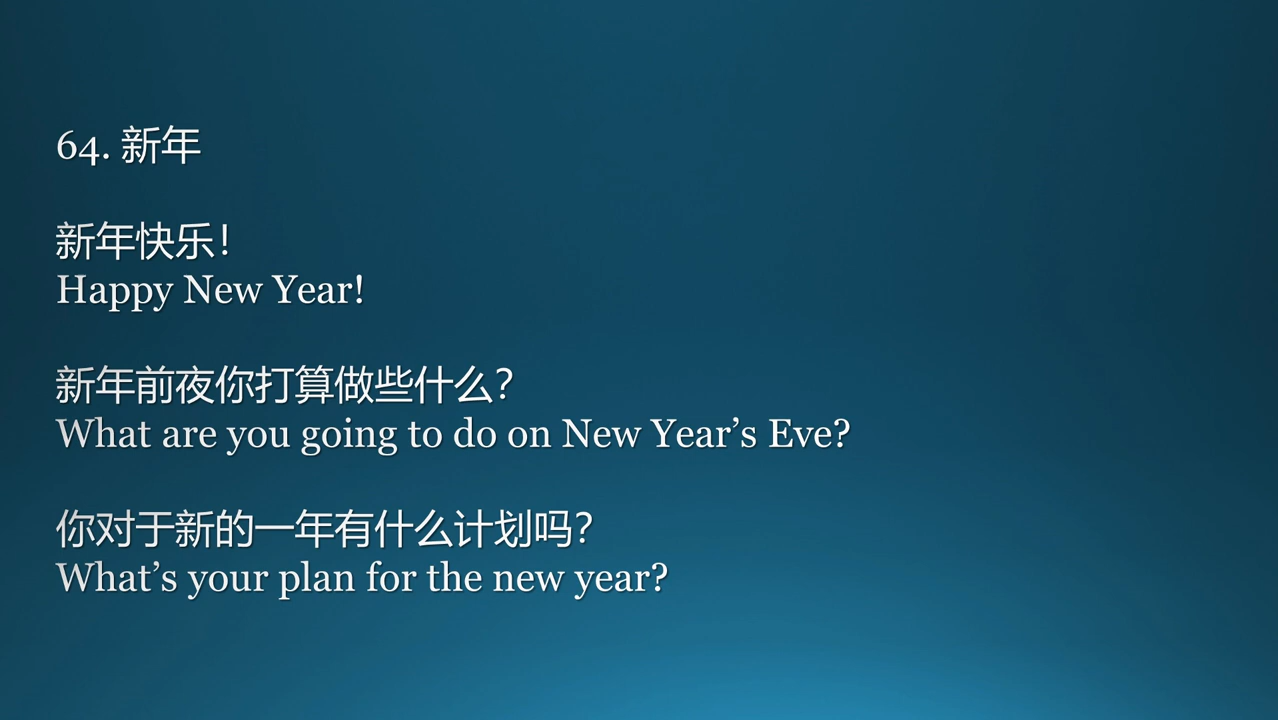 64. 新年
新年快乐！
Happy New Year!
新年前夜你打算做些什么？
What are you going to do on New Year’s Eve?
你对于新的一年有什么计划吗？
What’s your plan for the new year?